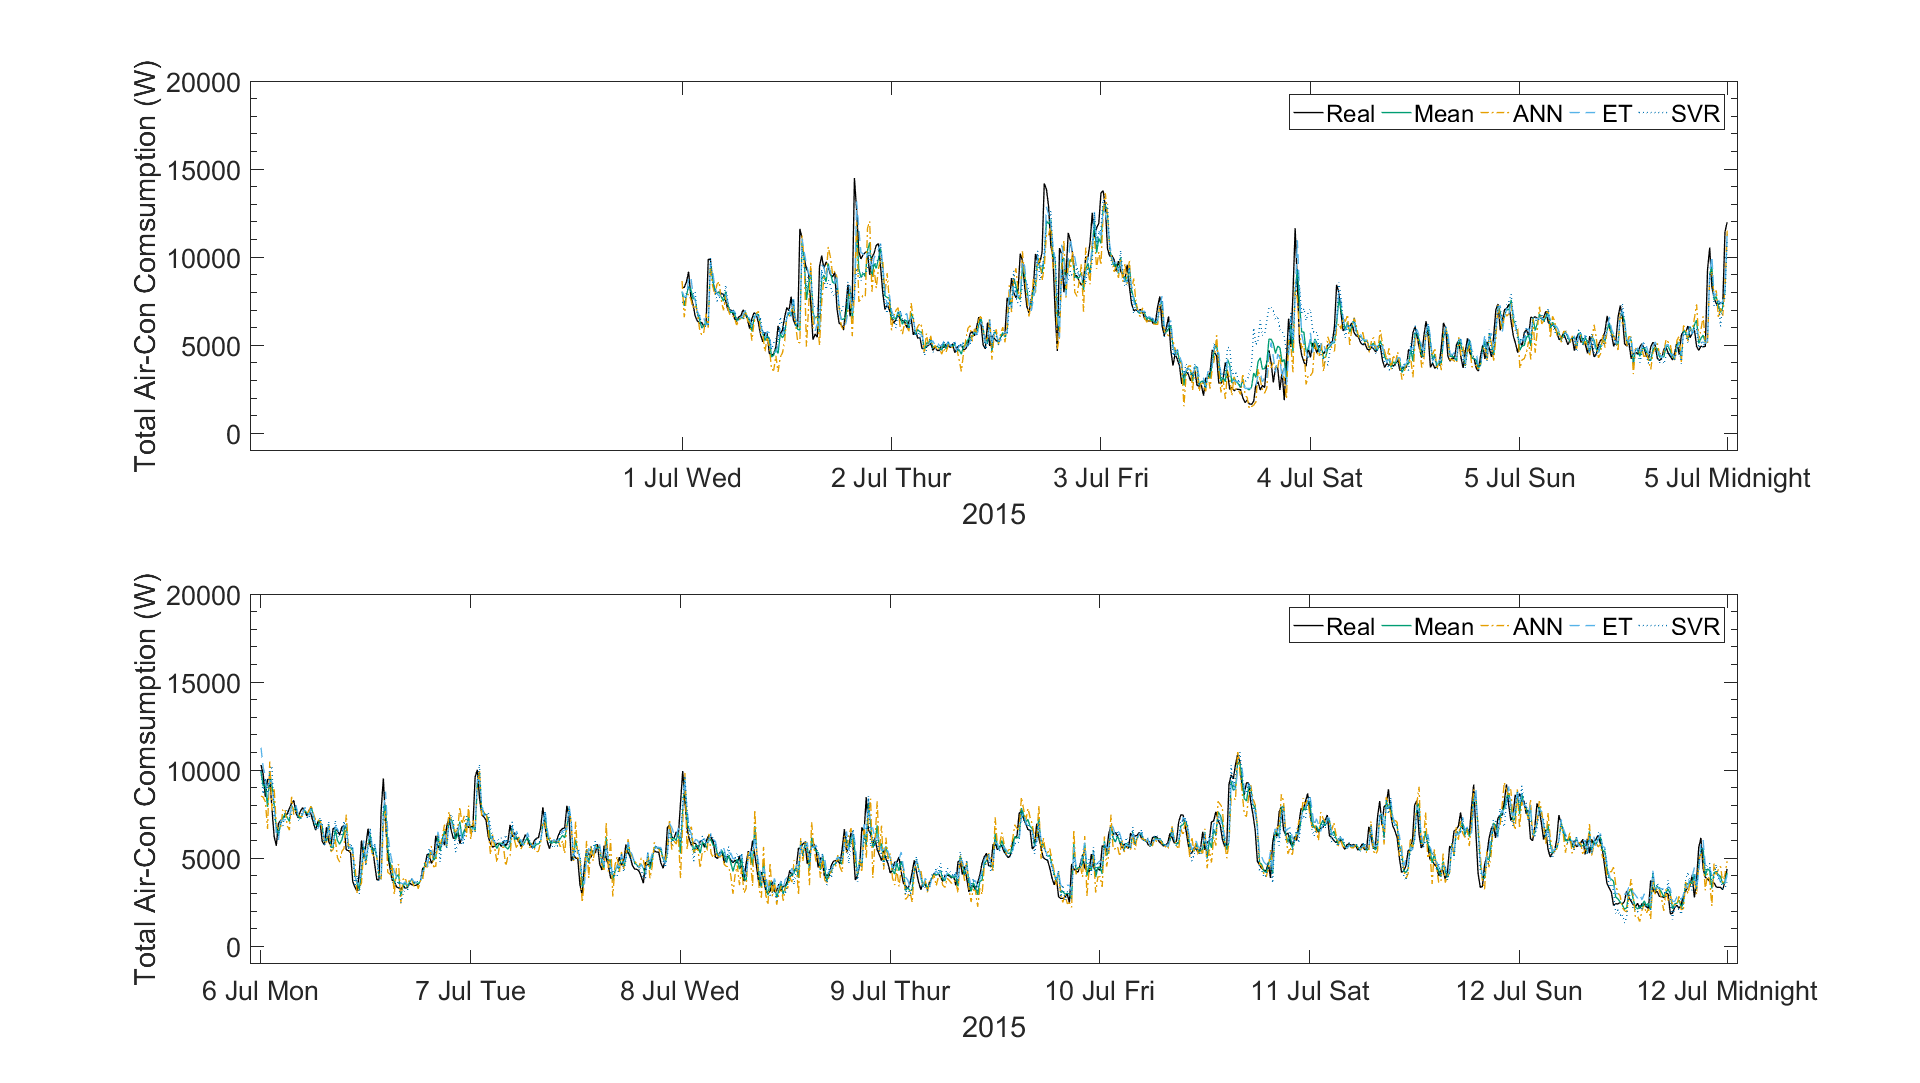 Total Air-Con Comsumption (W)
20000
15000
10000
5000
0
Real Mean ANN ET SVR
1 Jul Wed 2 Jul Thur 3 Jul Fri 4 Jul Sat 5 Jul Sun 5 Jul Midnight
2015
Total Air-Con Comsumption (W)
20000
15000
10000
5000
0
Real Mean ANN ET SVR
6 Jul Mon 7 Jul Tue 8 Jul Wed 9 Jul Thur 10 Jul Fri 11 Jul Sat 12 Jul Sun 12 Jul Midnight
2015